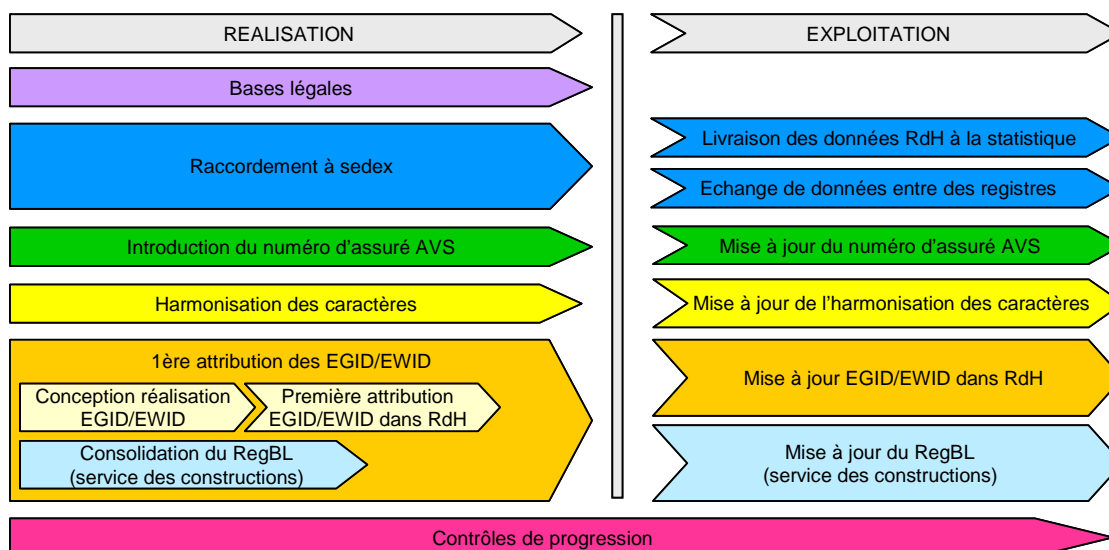 REALISATION
EXPLOITATION
Bases légales
Raccordement à sedex
Livraison des données RdH à la statistique
Echange de données entre des registres
Introduction du numéro d'assuré AVS
Mise à jour du numéro d'assuré AVS
Harmonisation des caractères
Mise à jour de l'harmonisation des caractères
1ère attribution des EGID/EWID
Conception réalisation
EGID/EWID
Première attribution
EGID/EWID dans RdH
Mise à jour EGID/EWID dans RdH
Consolidation du RegBL
(service des constructions)
Mise à jour du RegBL
(service des constructions)
Contrôles de progression